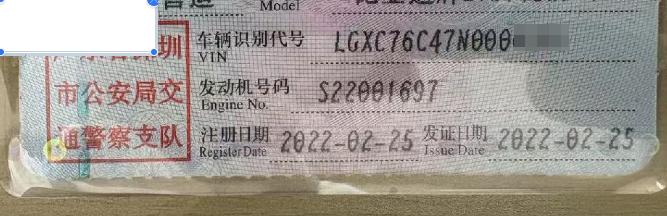 Model
圳 车辆识别代号 LGXC76C47N000
VIN
市公安局交 发动机号码 S22001697
Engine No.
通警察支队 注册日期 2022-02-25 发证日期 2022-02-25
Register Date Issue Date